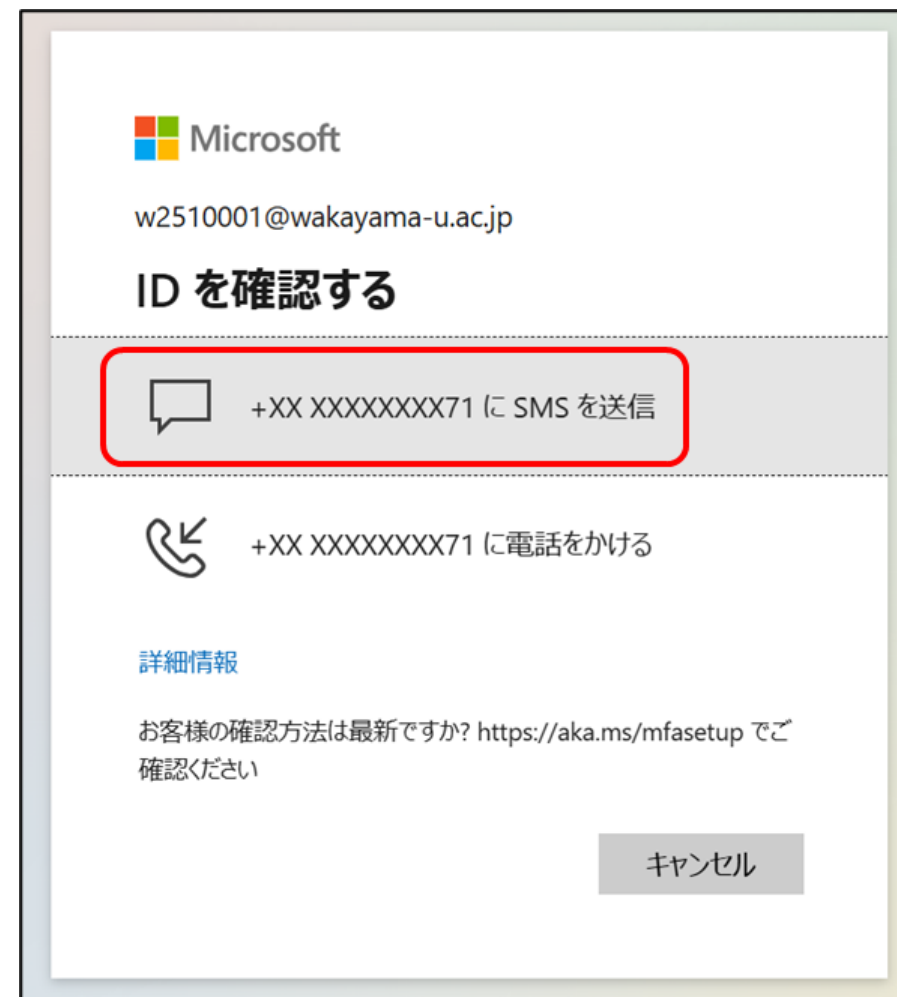 Microsoft
w2510001@wakayama-u.ac.jp
ID を確認する
+XX XXXXXXXX71 に SMS を送信
+XX XXXXXXXX71 に電話をかける
詳細情報
お客様の確認方法は最新ですか? https://aka.ms/mfasetup でご
確認ください
キャンセル